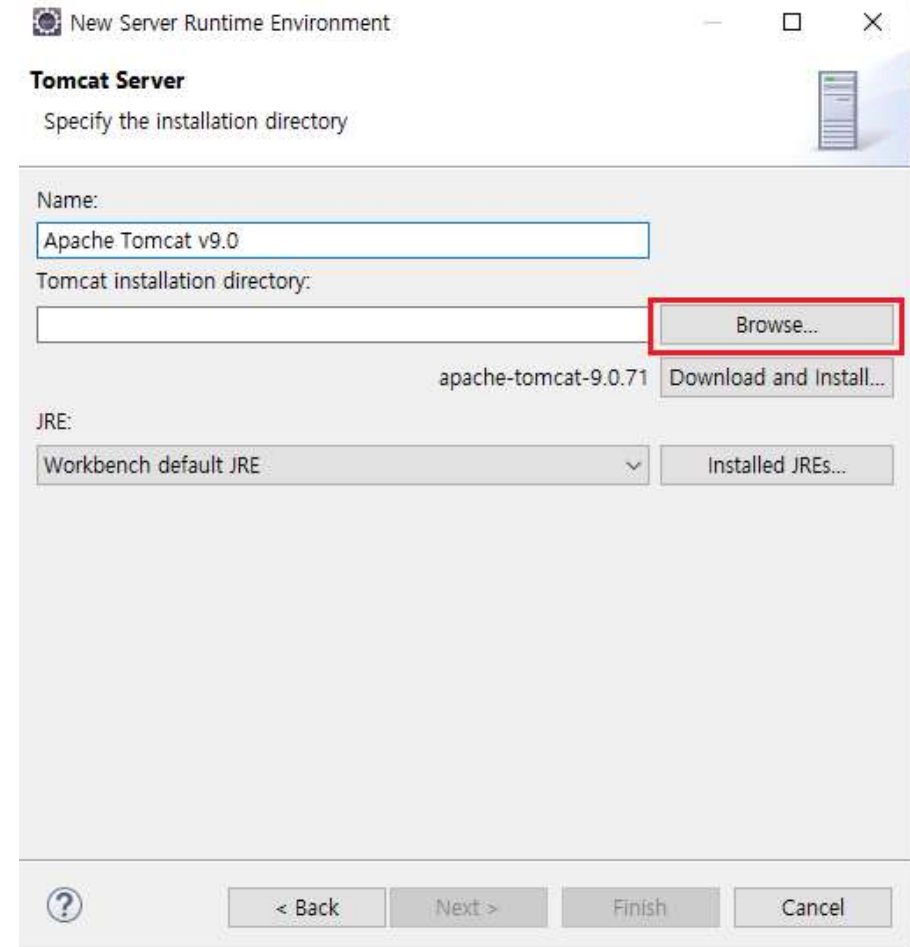 New Server Runtime Environment
Tomcat Server
Specify the installation directory
Name:
Apache Tomcat v9.0
Tomcat installation directory:
Browse...
apache-tomcat-9.0.71 Download and Install...
JRE:
Workbench default JRE Installed JREs...
? < Back Next > Finish Cancel